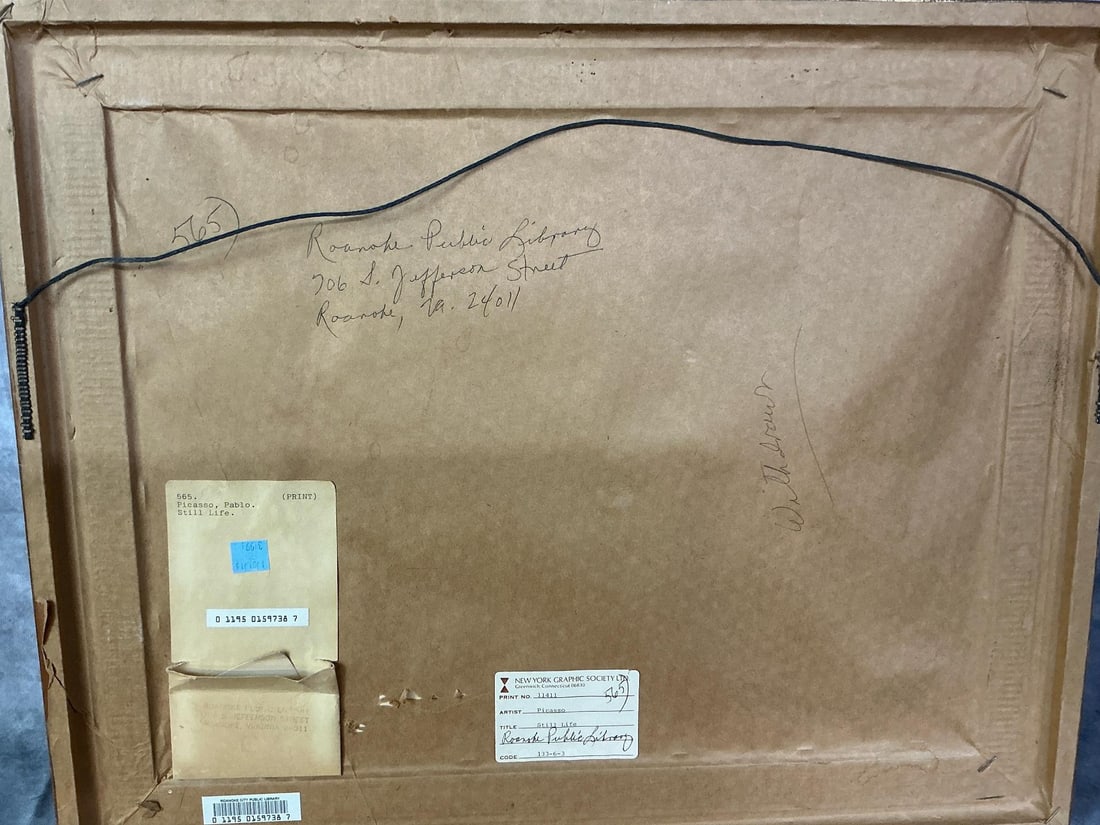 565)
Roanoke Public Library
706 S. Jefferson Street
Roanoke, Va. 24011
Withdrawn
565. (PRINT)
Picasso, Pablo.
Still Life.
0 1195 0159738 7
NEW YORK GRAPHIC SOCIETY LTD.
Greenwich, Connecticut 06830
PRINT NO. 11411
565)
ARTIST Picasso
TITLE Still Life
Roanoke Public Library
CODE 133-6-3
ROANOKE CITY PUBLIC LIBRARY
0 1195 0159738 7